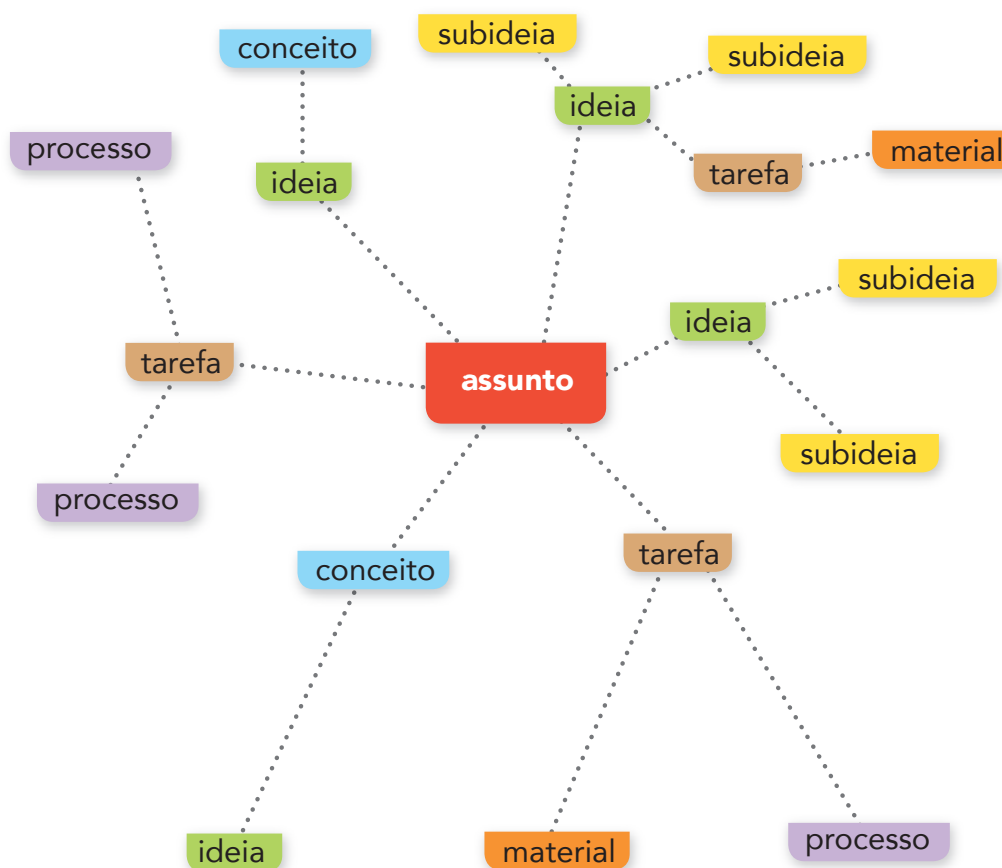 subideia
conceito
subideia
ideia
processo
material
tarefa
ideia
subideia
ideia
tarefa
assunto
subideia
processo
tarefa
conceito
processo
ideia
material